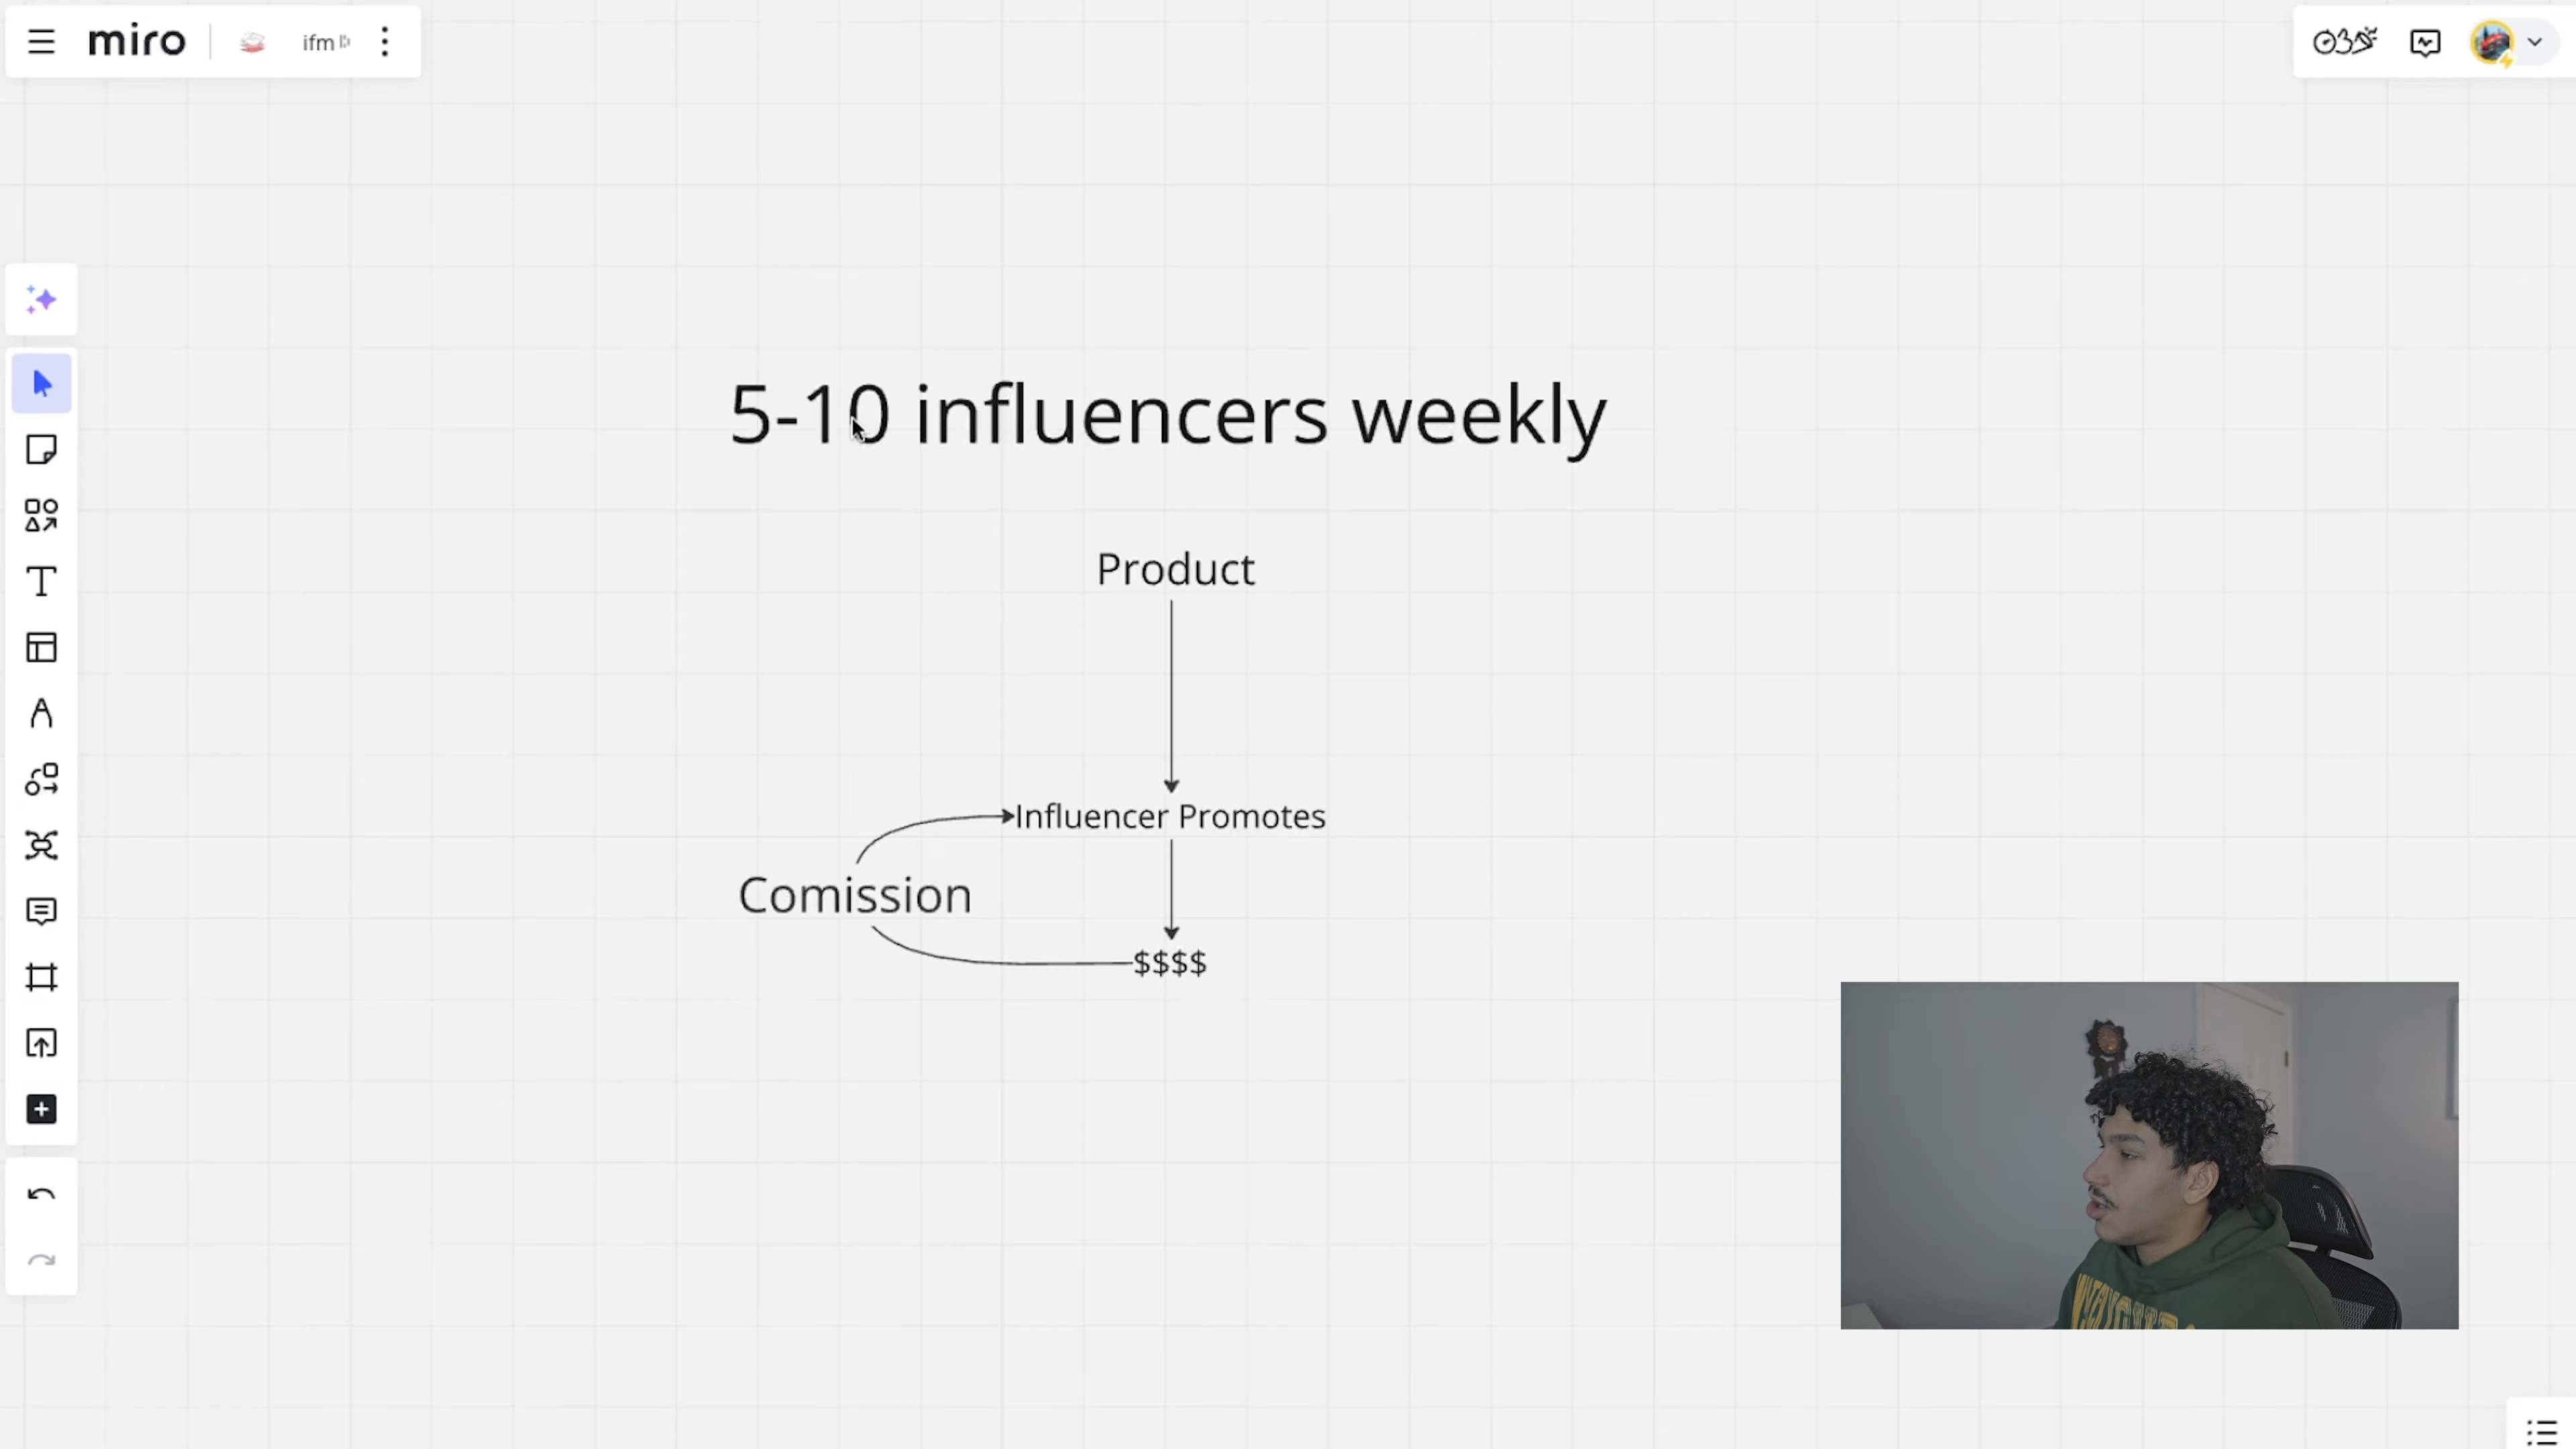 miro
ifm
5-10 influencers weekly
Product
Influencer Promotes
Comission
$$$$